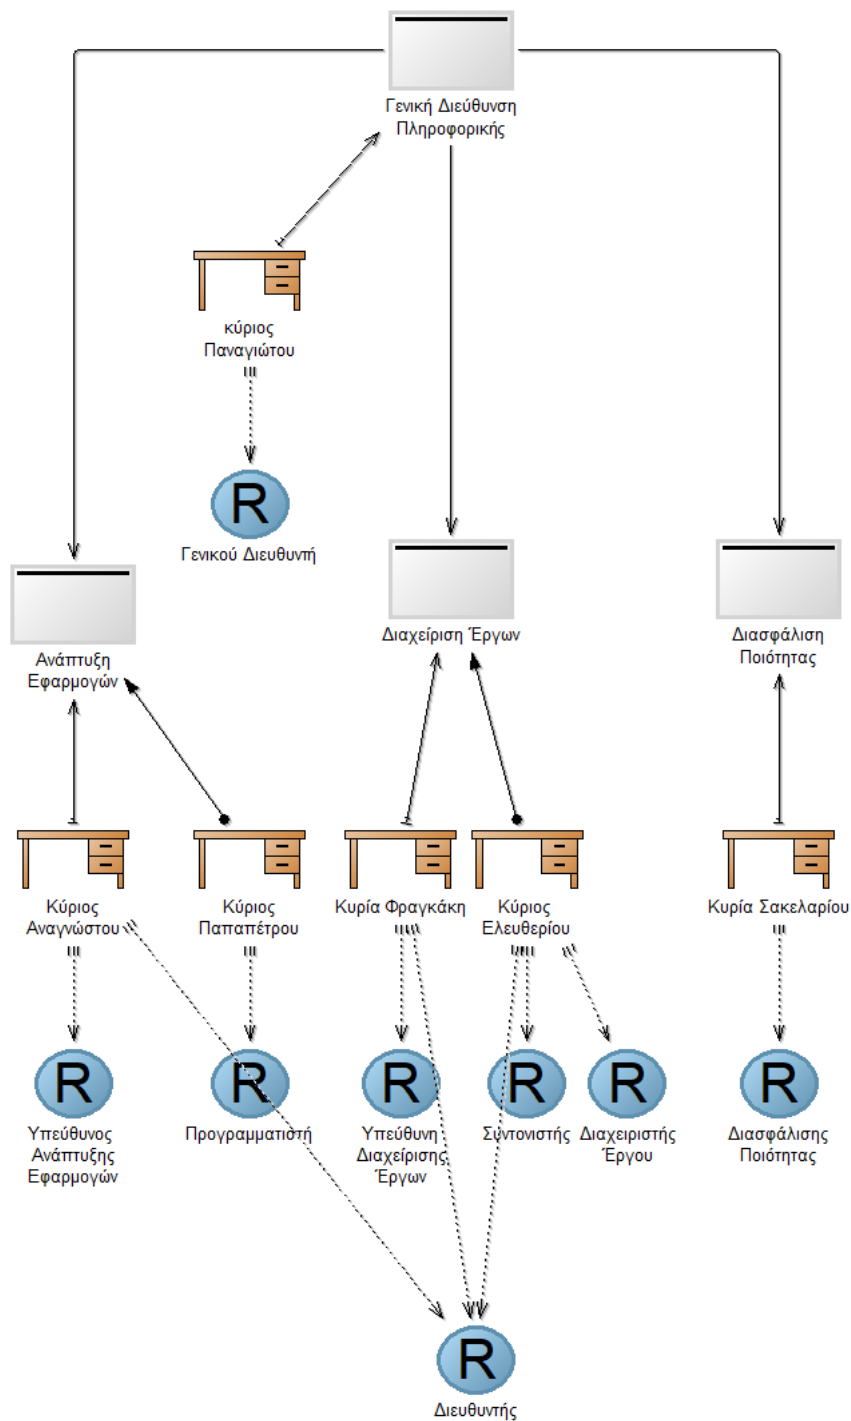 Γενική Διεύθυνση
Πληροφορικής
κύριος
Παναγιώτου
R
Γενικού Διευθυντή
Ανάπτυξη
Εφαρμογών
Διαχείριση Έργων
Διασφάλιση
Ποιότητας
Κύριος
Αναγνώστου
Κύριος
Παπαπέτρου
Κυρία Φραγκάκη
Κύριος
Ελευθερίου
Κυρία Σακελαρίου
R
Υπεύθυνος
Ανάπτυξης
Εφαρμογών
R
Προγραμματιστή
R
Υπεύθυνη
Διαχείρισης
Έργων
R
Συντονιστής
R
Διαχειριστής
Έργου
R
Διασφάλισης
Ποιότητας
R
Διευθυντής